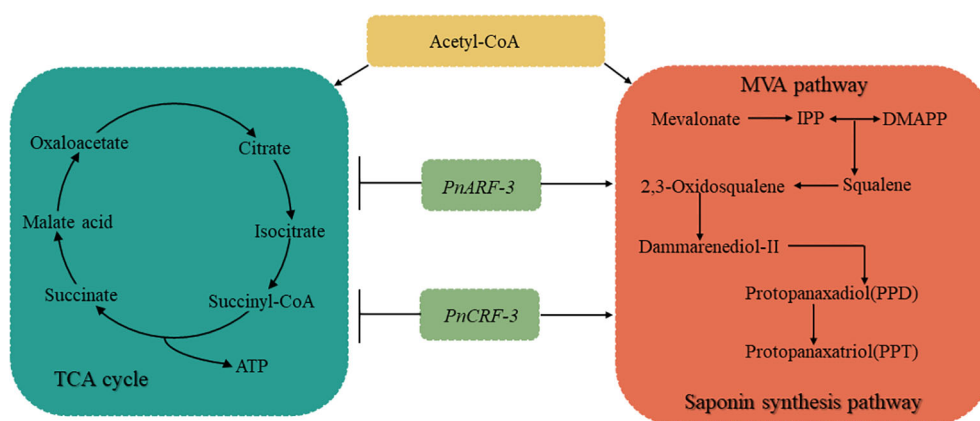 Acetyl-CoA
Oxaloacetate
Citrate
Malate acid
Isocitrate
Succinate
Succinyl-CoA
ATP
TCA cycle
PnARF-3
PnCRF-3
MVA pathway
Mevalonate
IPP
DMAPP
2,3-Oxidosqualene
Squalene
Dammarenediol-II
Protopanaxadiol(PPD)
Protopanaxatriol(PPT)
Saponin synthesis pathway